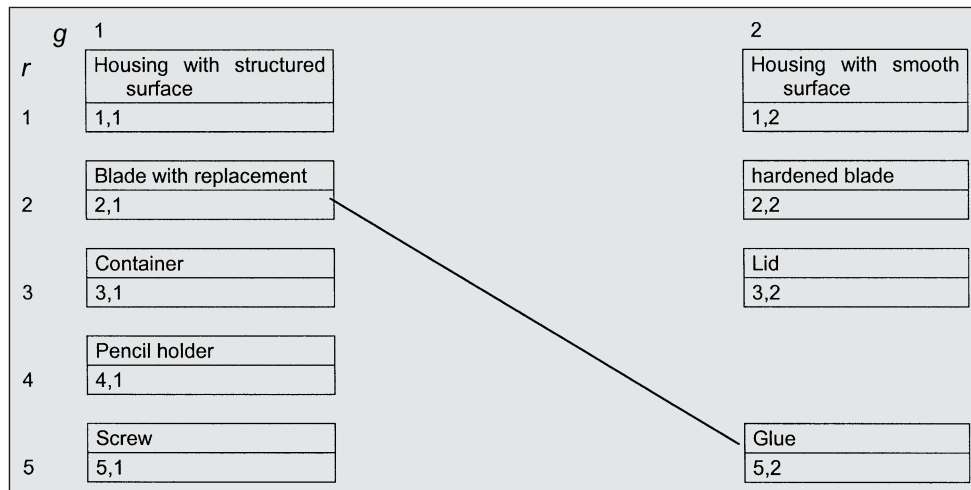 g 1 2
r
Housing with structured Housing with smooth
surface surface
1 1,1 1,2
Blade with replacement hardened blade
2 2,1 2,2
Container Lid
3 3,1 3,2
Pencil holder
4 4,1
Screw Glue
5 5,1 5,2